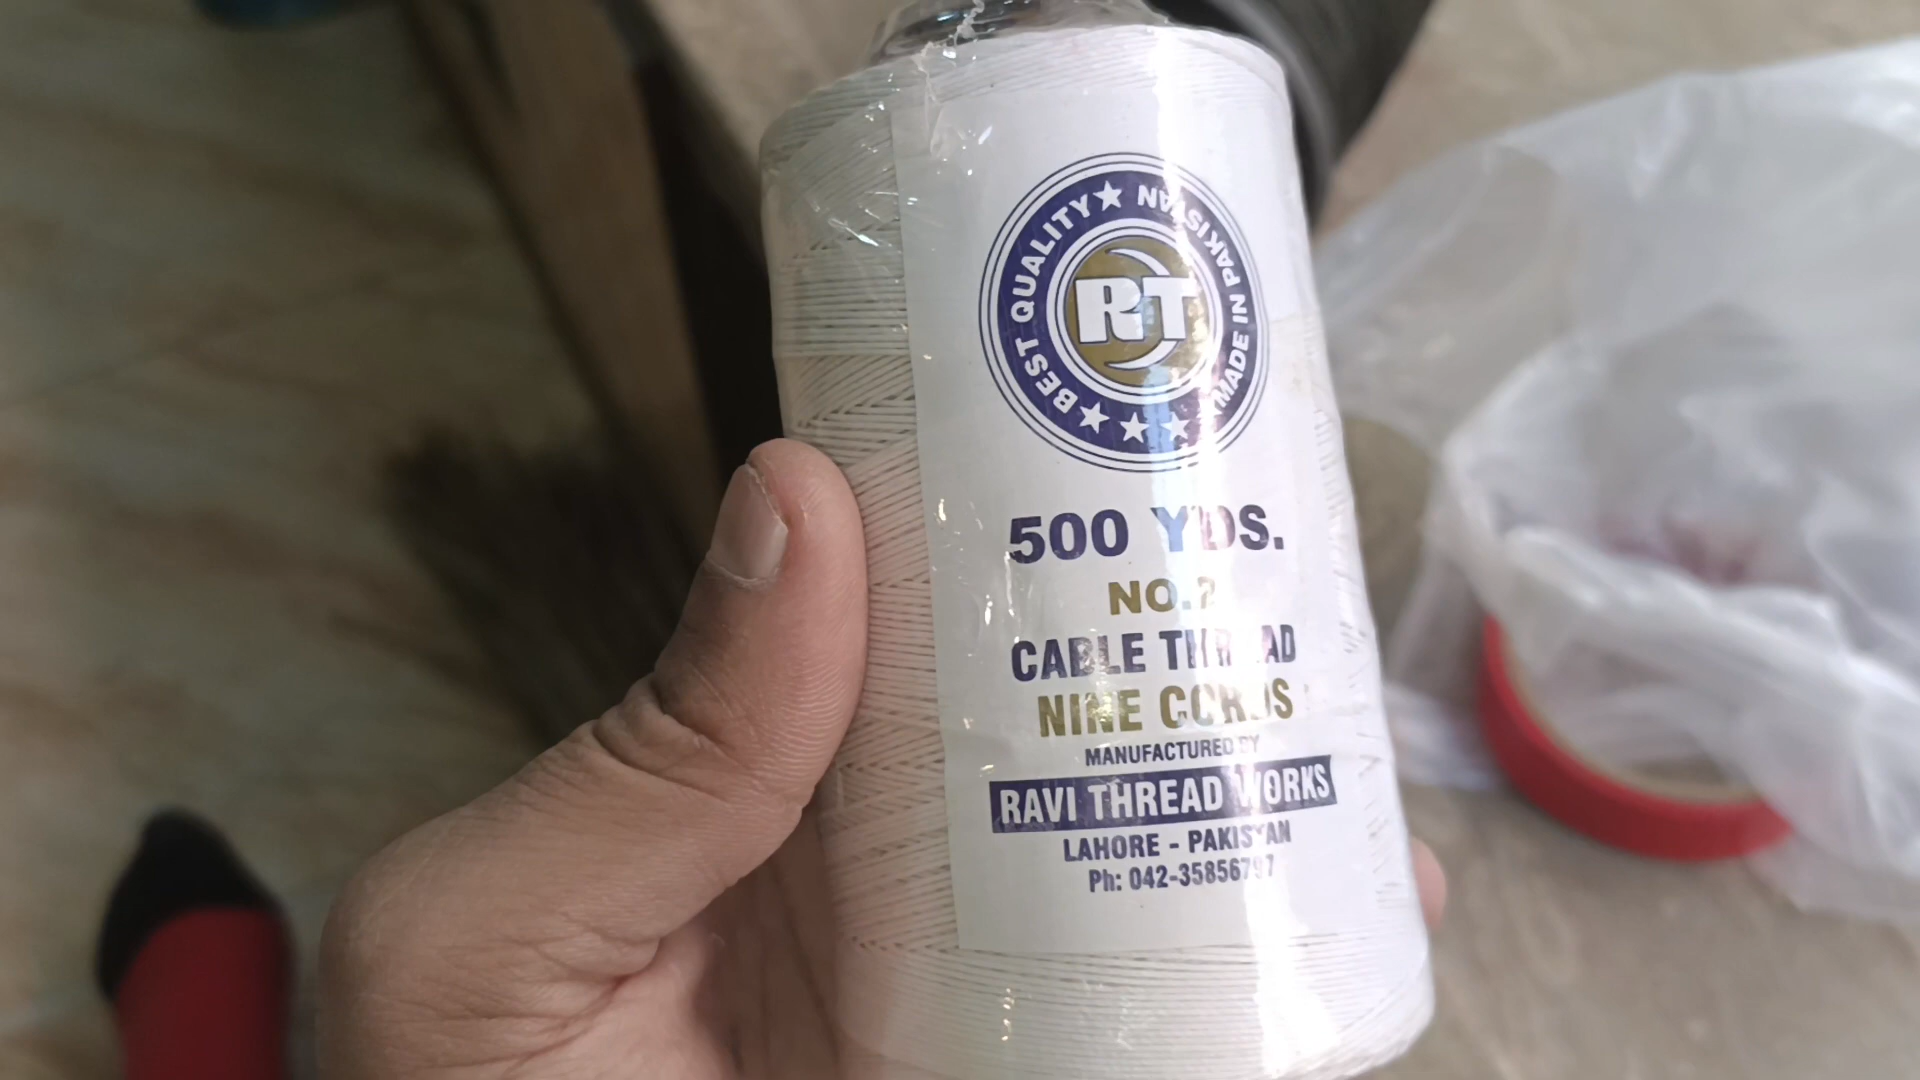 BEST QUALITY
MADE IN PAKISTAN
RT
500 YDS.
NO.
CABLE THREAD
NINE CORDS
MANUFACTURED BY
RAVI THREAD WORKS
LAHORE - PAKISTAN
Ph: 042-35856797